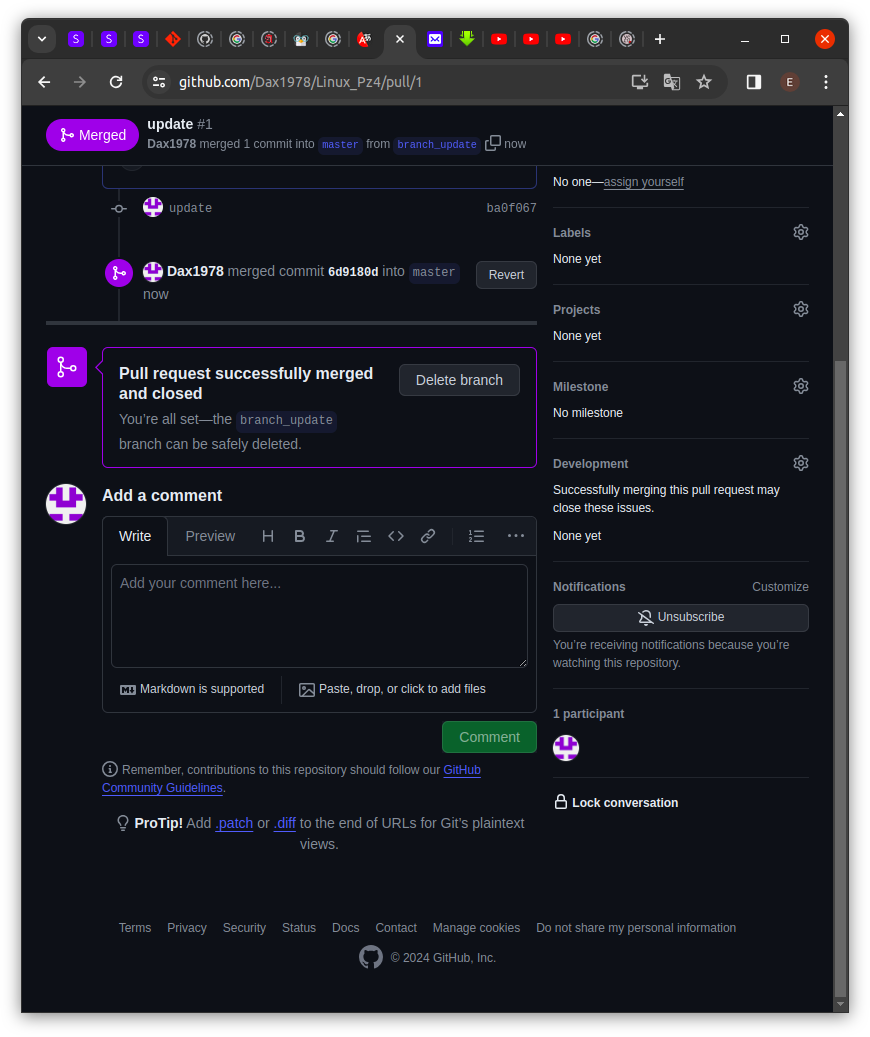 S
S
S
github.com/Dax1978/Linux_Pz4/pull/1
E
Merged
update #1
Dax1978 merged 1 commit into master from branch_update now
update
ba0f067
Dax1978 merged commit 6d9180d into master
now
Revert
Pull request successfully merged
and closed
You're all set—the branch_update
branch can be safely deleted.
Delete branch
Add a comment
Write
Preview
H B I
Add your comment here...
Markdown is supported
Paste, drop, or click to add files
Comment
Remember, contributions to this repository should follow our GitHub
Community Guidelines.
ProTip! Add .patch or .diff to the end of URLs for Git's plaintext
views.
No one—assign yourself
Labels
None yet
Projects
None yet
Milestone
No milestone
Development
Successfully merging this pull request may
close these issues.
None yet
Notifications
Customize
Unsubscribe
You're receiving notifications because you're
watching this repository.
1 participant
Lock conversation
Terms Privacy Security Status Docs Contact Manage cookies Do not share my personal information
© 2024 GitHub, Inc.